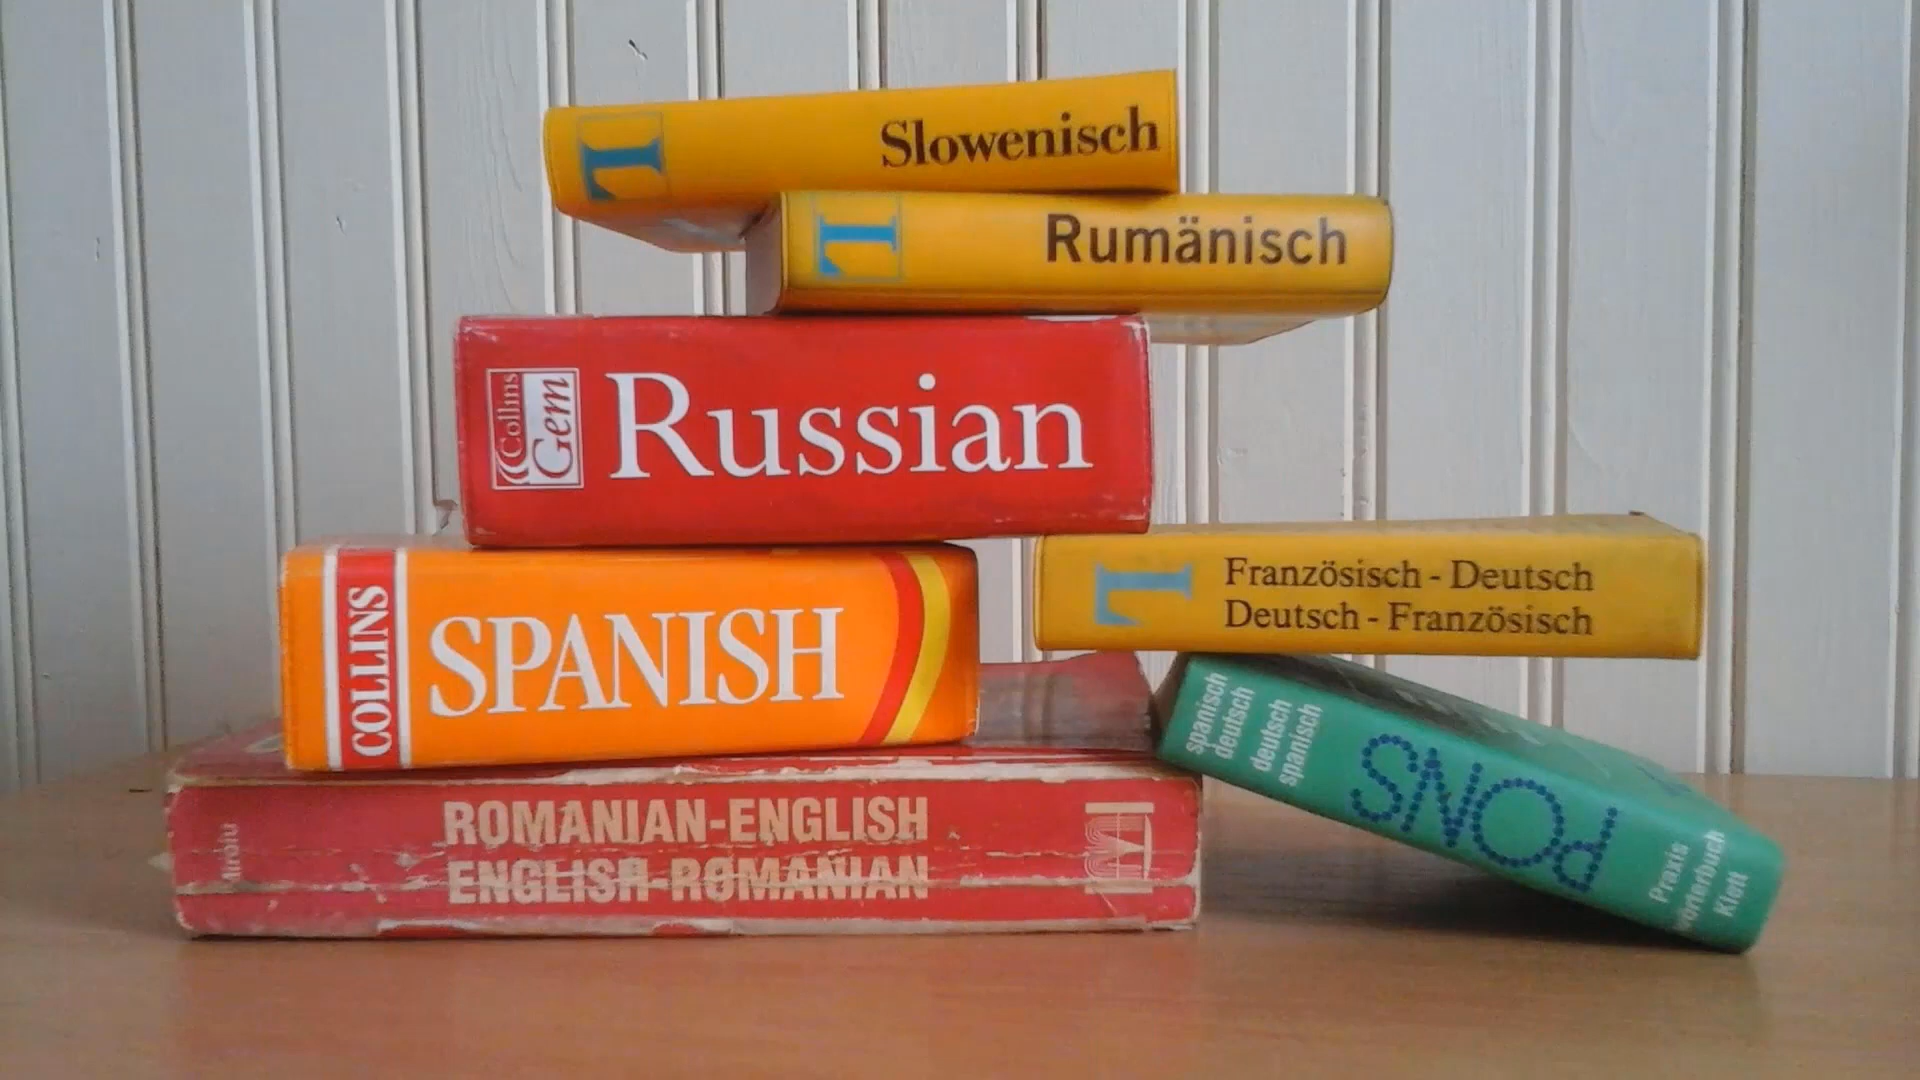 Slowenisch
L
Rumänisch
L
Collins
Gem
Russian
Französisch - Deutsch
Deutsch - Französisch
L
COLLINS
SPANISH
spanisch
deutsch
deutsch
spanisch
PONS
Praxis
wörterbuch
Klett
ROMANIAN-ENGLISH
ENGLISH-ROMANIAN